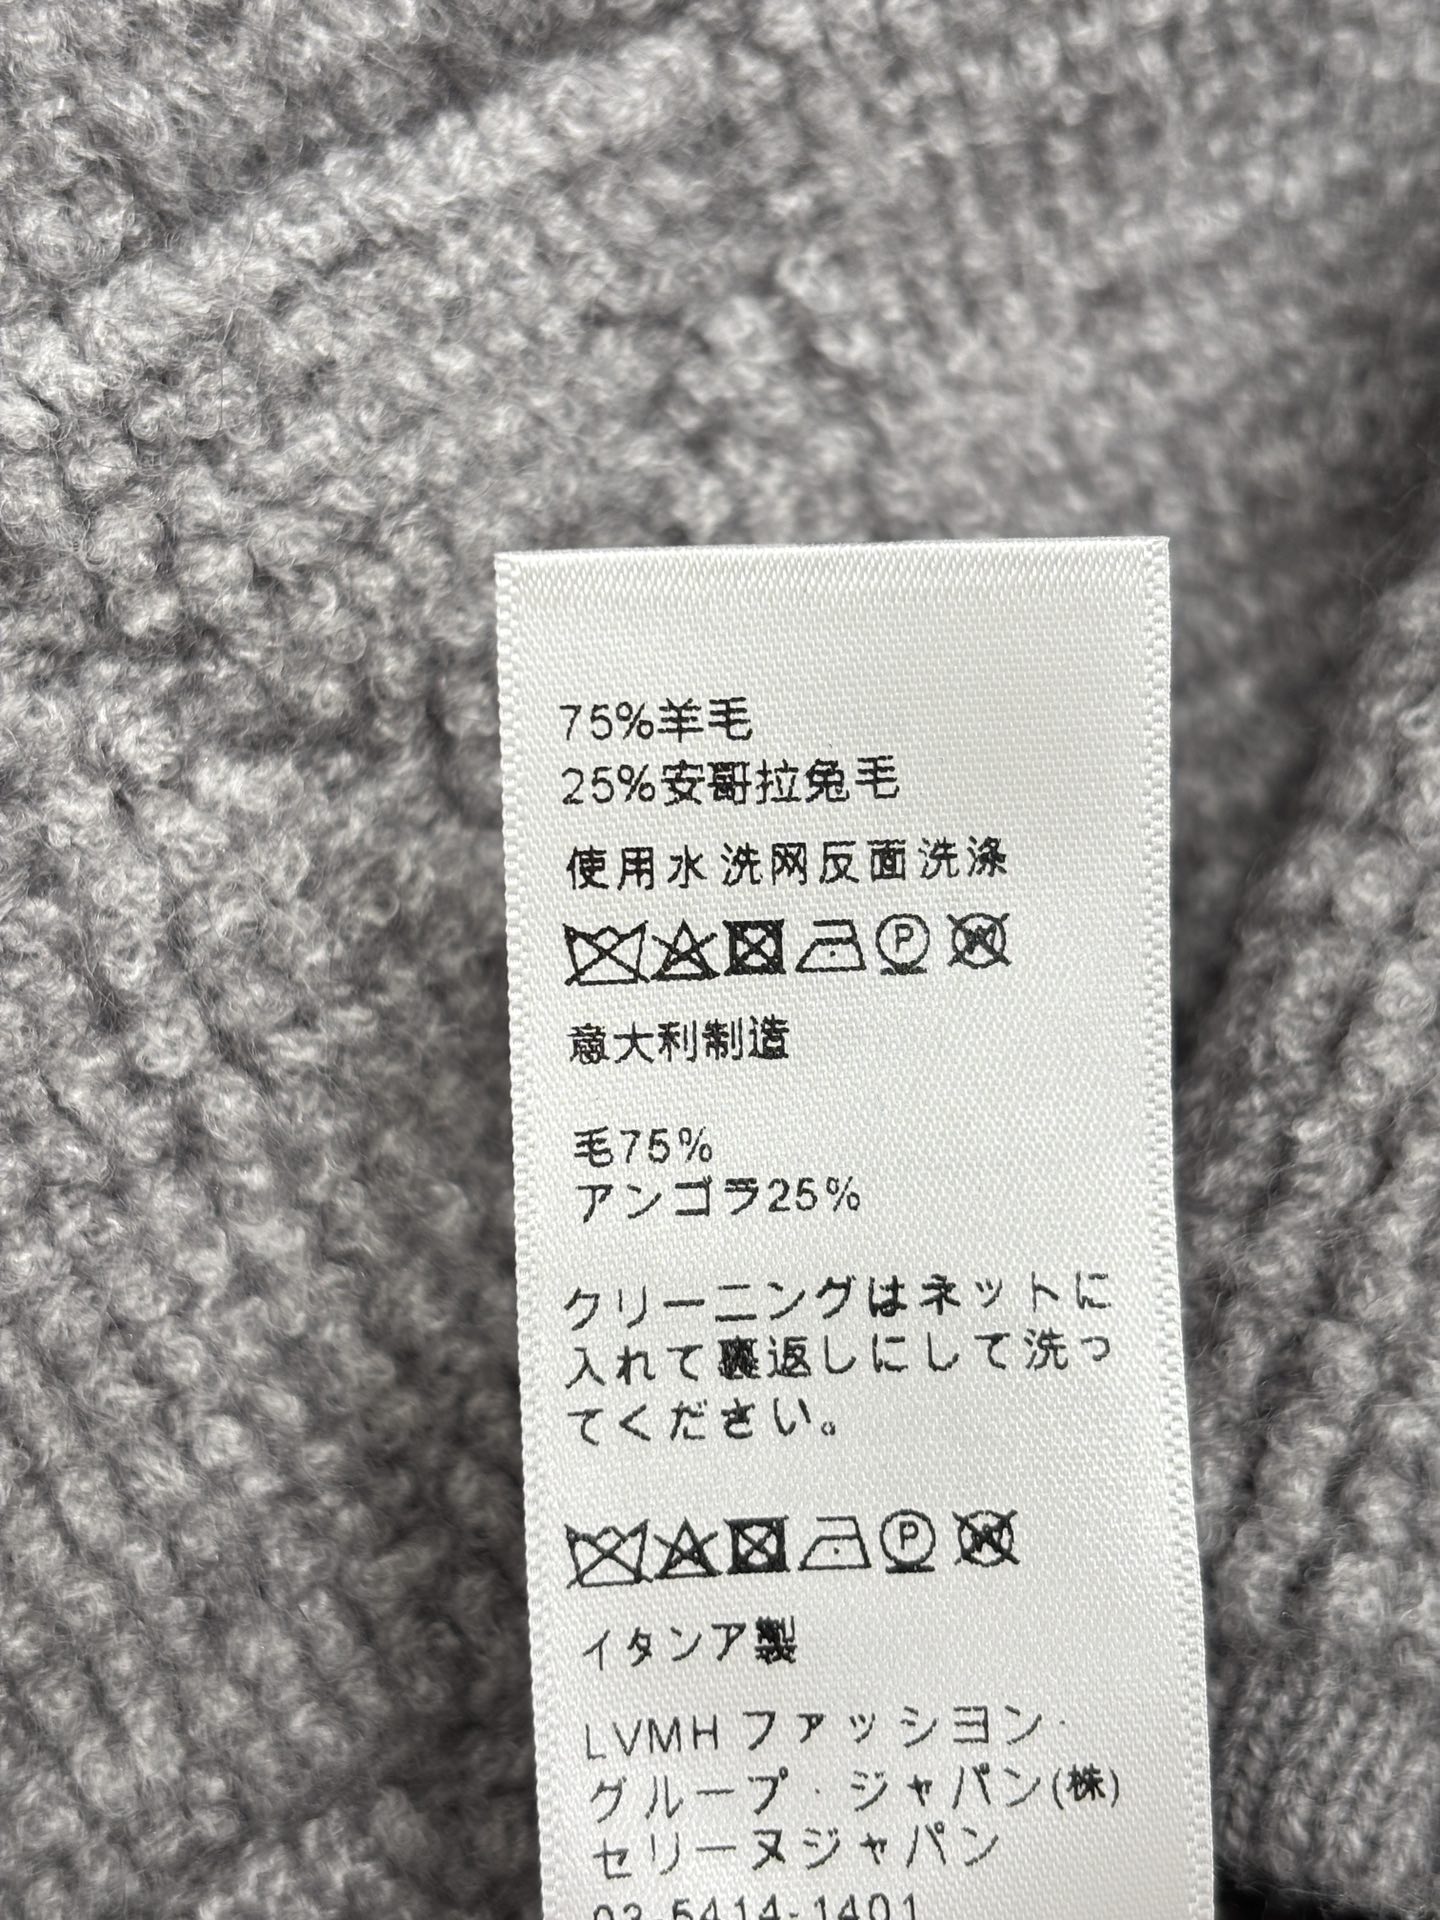 75%羊毛
25%安哥拉兔毛
使用水洗网反面洗涤
P W
意大利制造
毛75%
アンゴラ25%
クリーニングはネットに
入れて裏返しにして洗っ
てください。
P W
イタンア製
LVMH ファッション·
グループ·ジャパン(株)
セリーヌジャパン
03-5414-1401